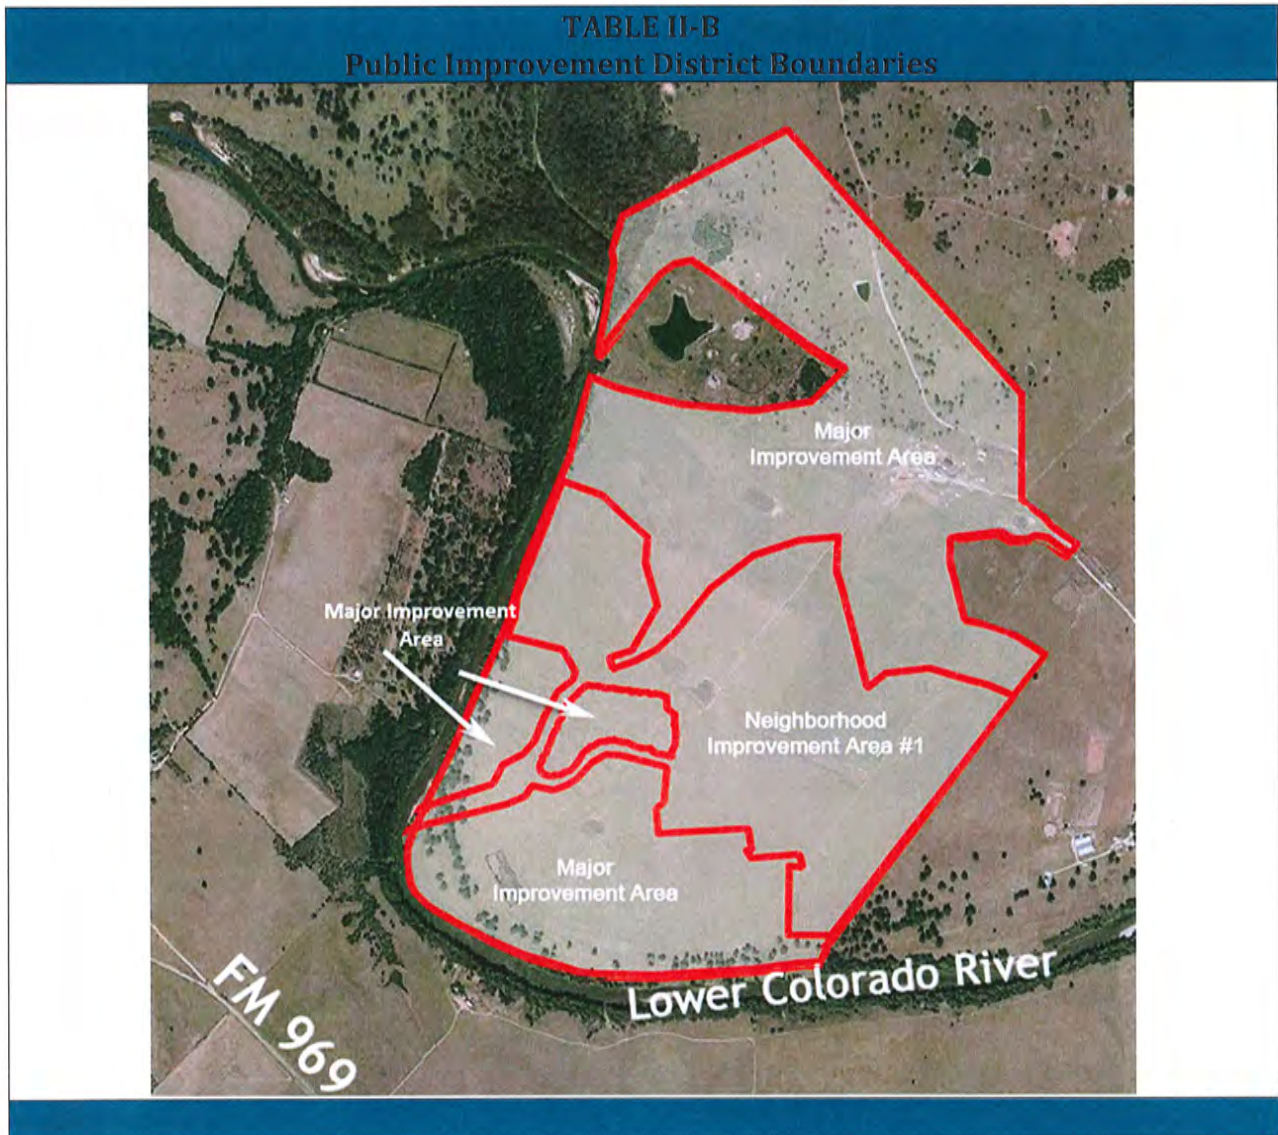 TABLE II-B
Public Improvement District Boundaries
Major
Improvement Area
Major Improvement
Area
Neighborhood
Improvement Area #1
Major
Improvement Area
Lower Colorado River
FM 969